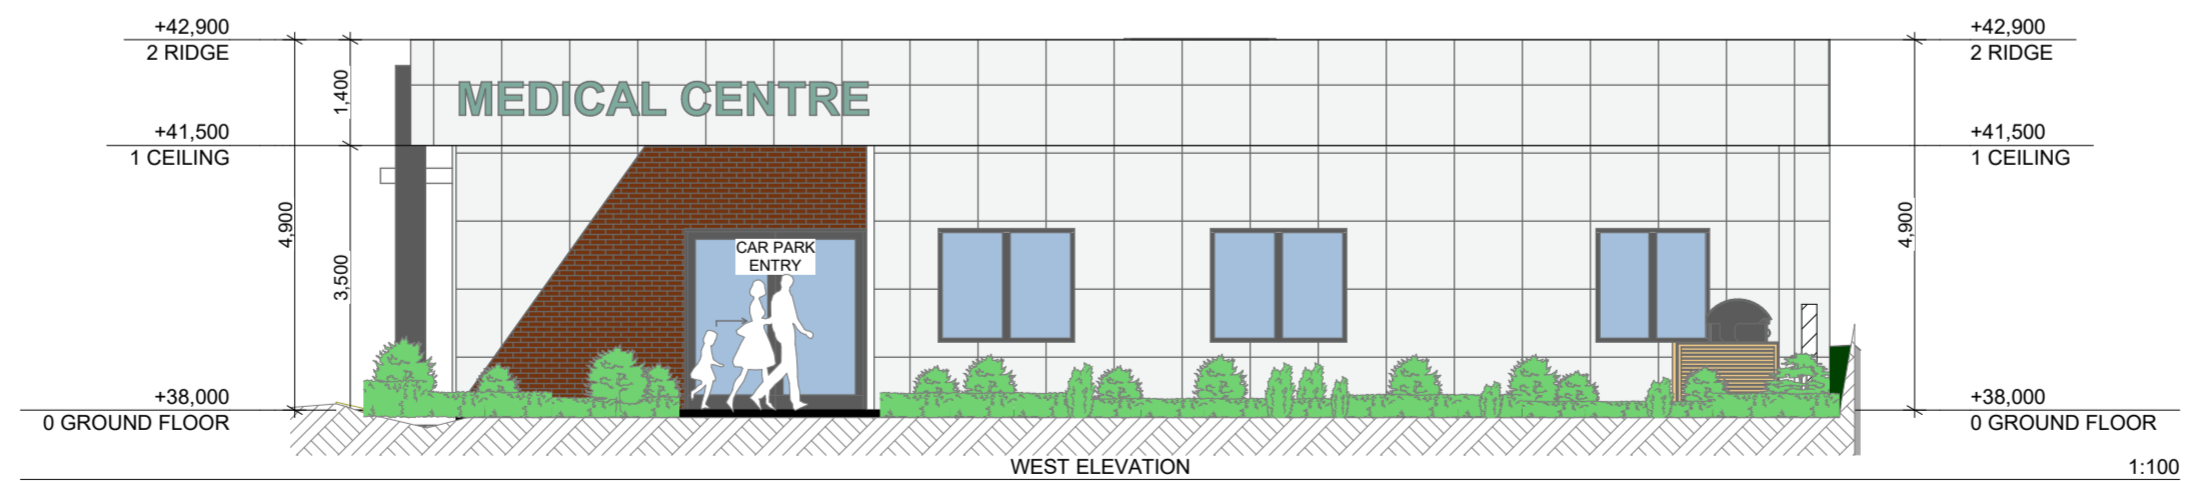 +42,900
2 RIDGE
+42,900
2 RIDGE
1,400
MEDICAL CENTRE
+41,500
1 CEILING
+41,500
1 CEILING
4,900
3,500
4,900
CAR PARK
ENTRY
+38,000
0 GROUND FLOOR
+38,000
0 GROUND FLOOR
WEST ELEVATION
1:100